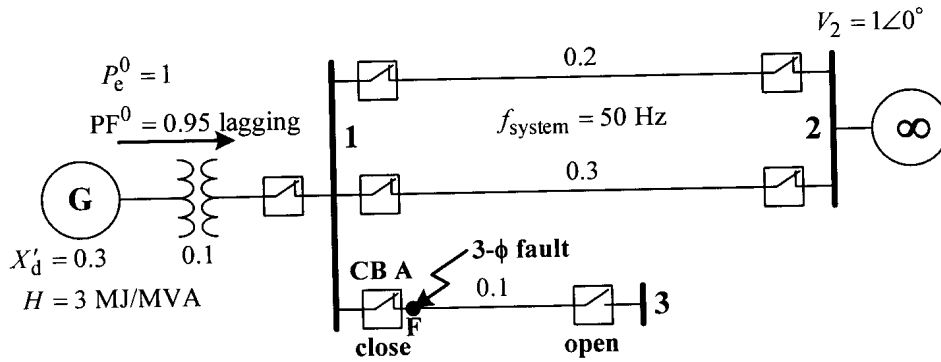 V₂ = 1∠0°
0.2
Pₑ⁰ = 1
PF⁰ = 0.95 lagging
1
f_system = 50 Hz
2
∞
0.3
G
X′d = 0.3
0.1
H = 3 MJ/MVA
3-ϕ fault
CB A
0.1
3
F
close
open